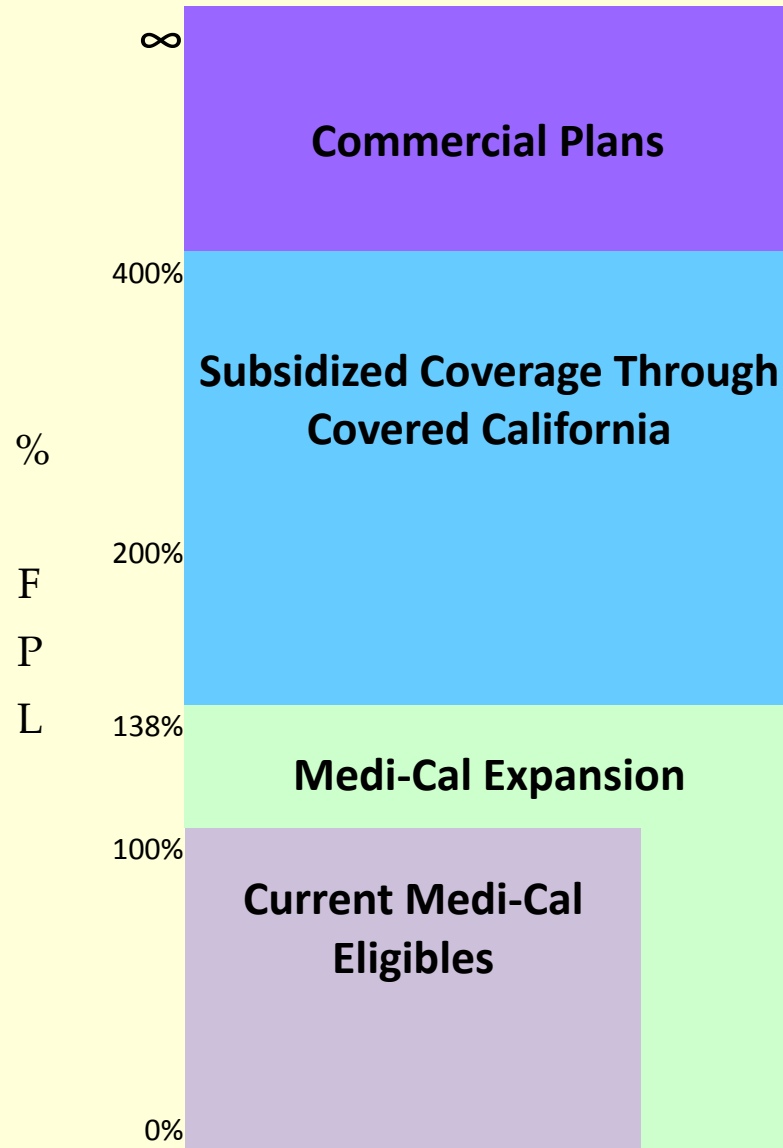 ∞
Commercial Plans
400%
Subsidized Coverage Through
Covered California
%
200%
F
P
L
138%
Medi-Cal Expansion
100%
Current Medi-Cal
Eligibles
0%